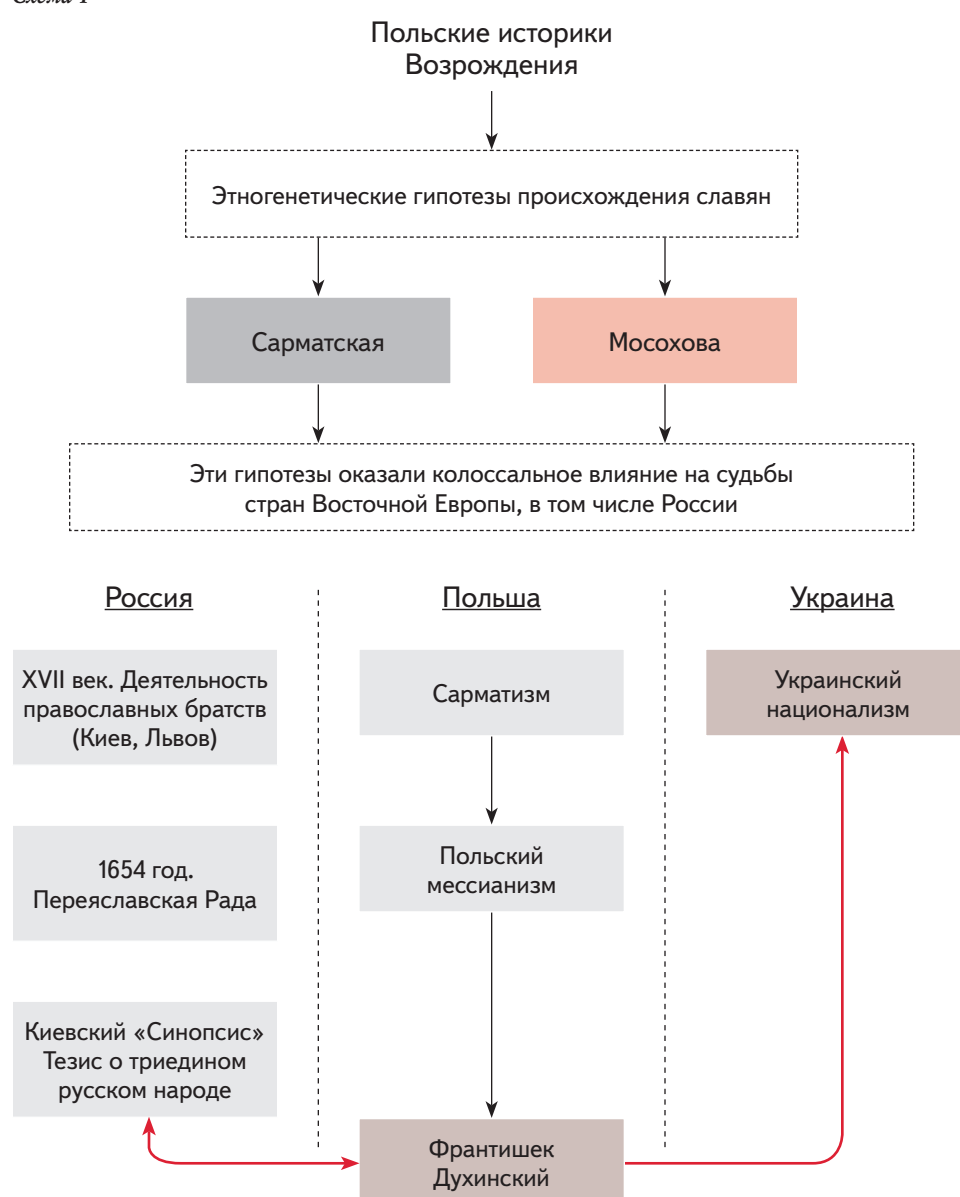 Схема 1
Польские историки
Возрождения
Этногенетические гипотезы происхождения славян
Сарматская
Мосохова
Эти гипотезы оказали колоссальное влияние на судьбы
стран Восточной Европы, в том числе России
Россия
Польша
Украина
XVII век. Деятельность
православных братств
(Киев, Львов)
Сарматизм
Украинский
национализм
1654 год.
Переяславская Рада
Польский
мессианизм
Киевский «Синопсис»
Тезис о триедином
русском народе
Франтишек
Духинский